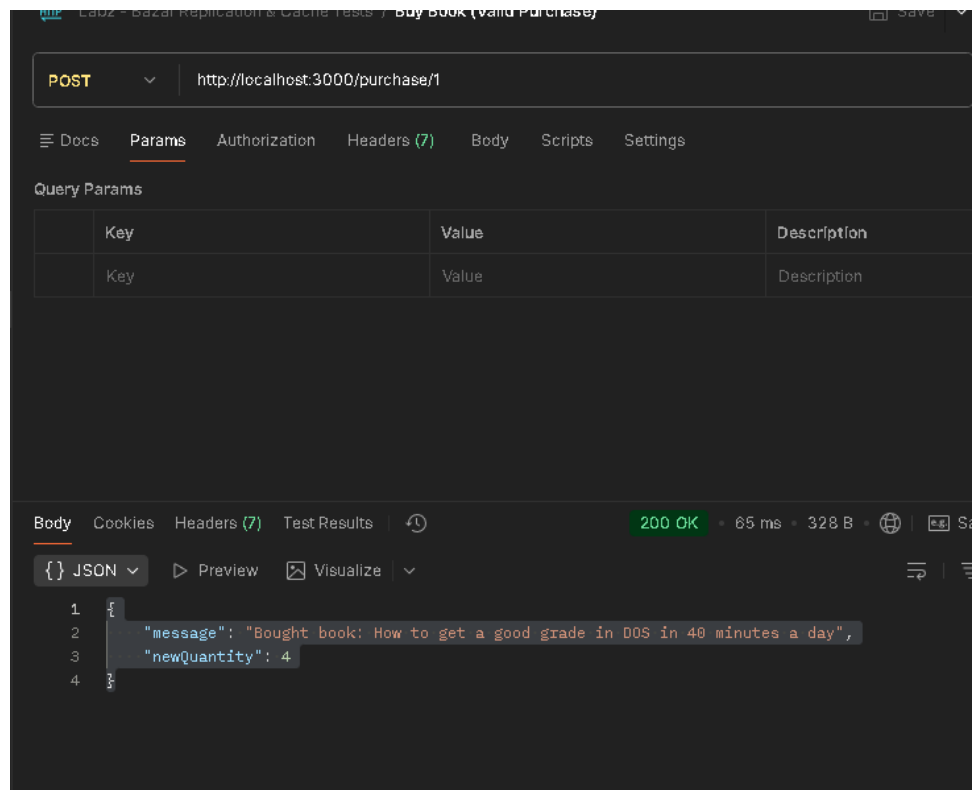 HTTP Lab2 - Bazar Replication & Cache Tests / Buy Book (Valid Purchase) Save
POST http://localhost:3000/purchase/1
Docs Params Authorization Headers (7) Body Scripts Settings
Query Params
Key Value Description
Key Value Description
Body Cookies Headers (7) Test Results 200 OK • 65 ms • 328 B • e.g. Sa
{} JSON Preview Visualize
1 {
2 "message": "Bought book: How to get a good grade in DOS in 40 minutes a day",
3 "newQuantity": 4
4 }